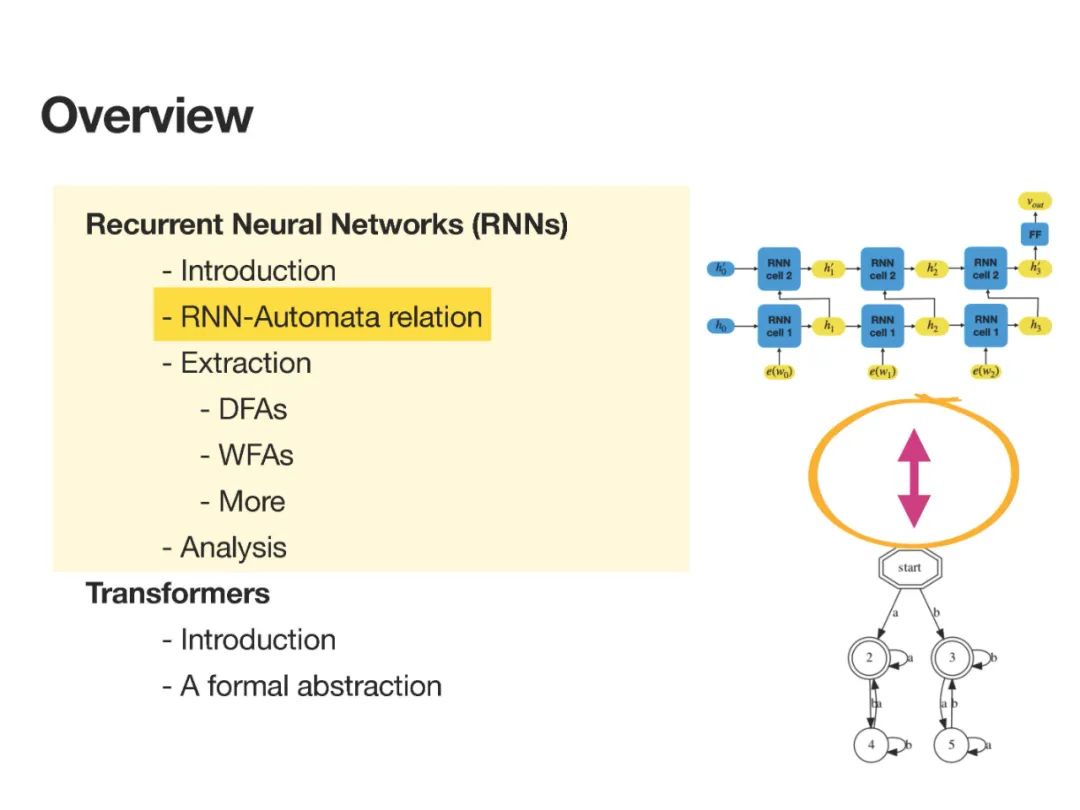 Overview
Recurrent Neural Networks (RNNs)
- Introduction
- RNN-Automata relation
- Extraction
- DFAs
- WFAs
- More
- Analysis
Transformers
- Introduction
- A formal abstraction
v_out
FF
h'_0 RNN cell 2 h'_1 RNN cell 2 h'_2 RNN cell 2 h'_3
h_0 RNN cell 1 h_1 RNN cell 1 h_2 RNN cell 1 h_3
e(w_0) e(w_1) e(w_2)
start
a b
2 a 3 b
b a a b
4 b 5 a